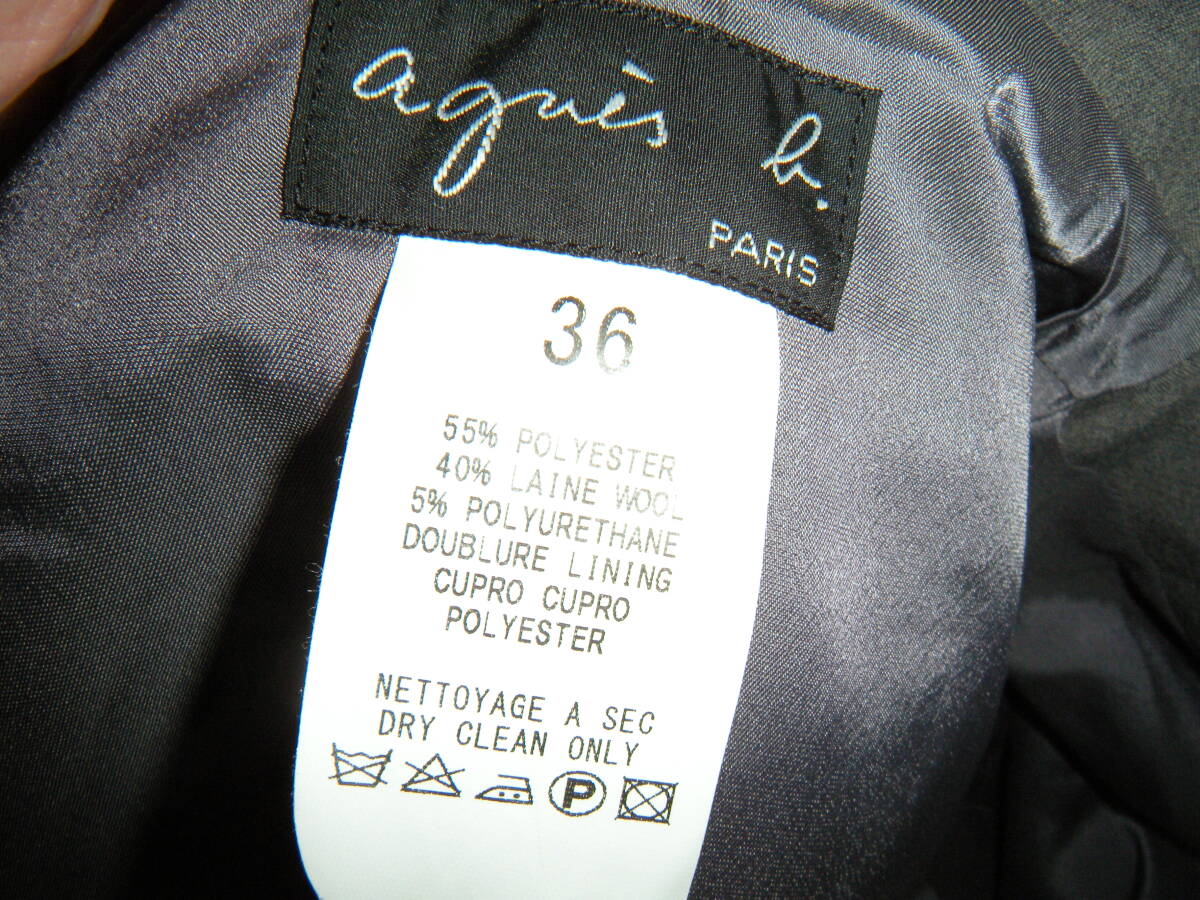 agnès b.
PARIS
36
55% POLYESTER
40% LAINE WOOL
5% POLYURETHANE
DOUBLURE LINING
CUPRO CUPRO
POLYESTER
NETTOYAGE A SEC
DRY CLEAN ONLY
P